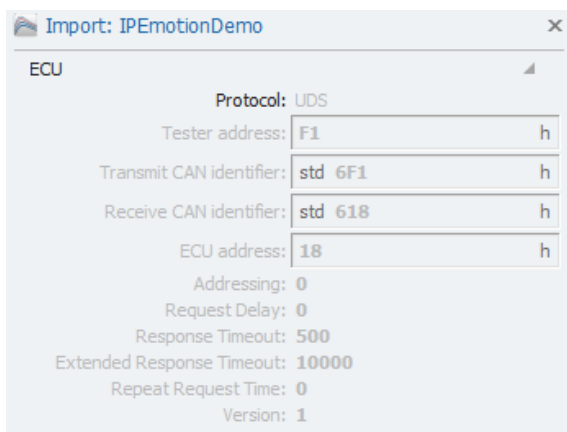 Import: IPEmotionDemo
ECU
Protocol: UDS
Tester address: F1 h
Transmit CAN identifier: std 6F1 h
Receive CAN identifier: std 618 h
ECU address: 18 h
Addressing: 0
Request Delay: 0
Response Timeout: 500
Extended Response Timeout: 10000
Repeat Request Time: 0
Version: 1